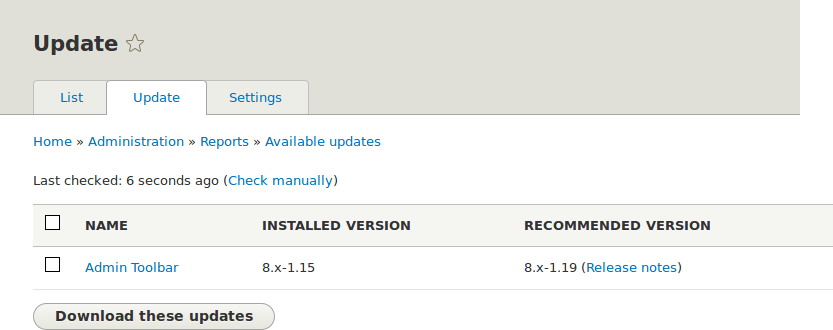 Update
List Update Settings
Home » Administration » Reports » Available updates
Last checked: 6 seconds ago (Check manually)
NAME INSTALLED VERSION RECOMMENDED VERSION
Admin Toolbar 8.x-1.15 8.x-1.19 (Release notes)
Download these updates